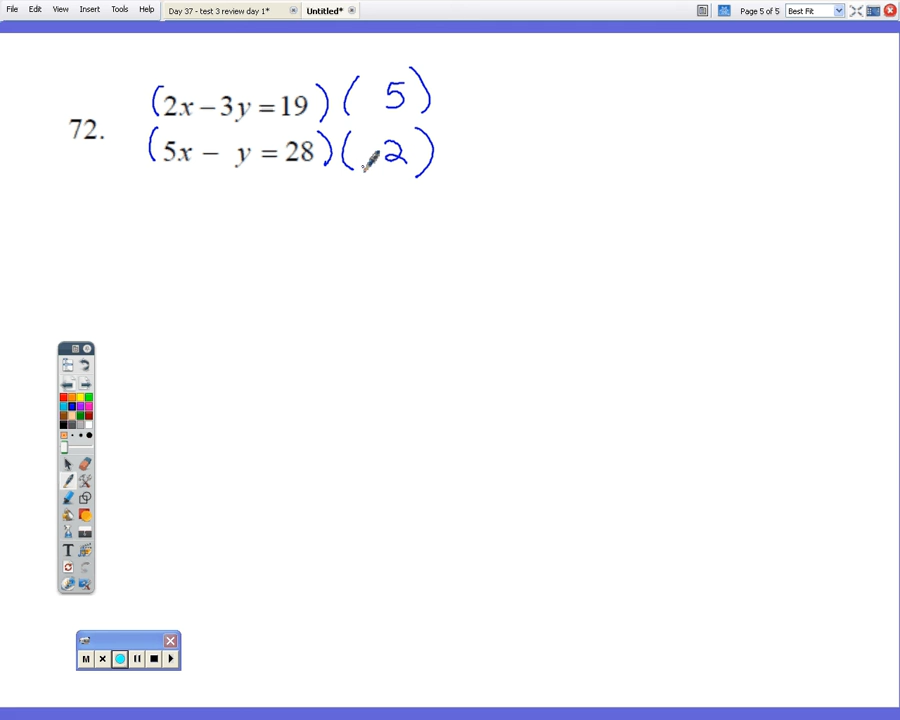 File Edit View Insert Tools Help Day 37 - test 3 review day 1* Untitled* Page 5 of 5 Best Fit
72.
(2x − 3y = 19) ( 5)
(5x − y = 28) ( 2)
T
M